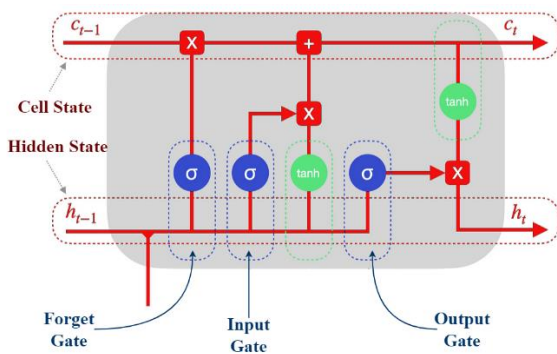 c_{t-1} c_t
X +
Cell State tanh
X
Hidden State
σ σ tanh σ X
h_{t-1} h_t
Forget Gate
Input Gate
Output Gate